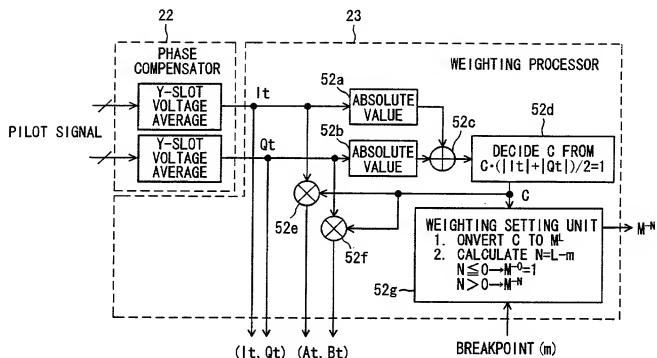 22
23
PHASE
COMPENSATOR
WEIGHTING PROCESSOR
Y-SLOT
VOLTAGE
AVERAGE
It
52a
ABSOLUTE
VALUE
52c
52d
PILOT SIGNAL
Y-SLOT
VOLTAGE
AVERAGE
Qt
52b
ABSOLUTE
VALUE
DECIDE C FROM
C·(|It|+|Qt|)/2=1
C
52e
52f
WEIGHTING SETTING UNIT
1. ONVERT C TO M^L
2. CALCULATE N=L-m
N≦0→M^-0=1
N>0→M^-N
M^-N
52g
(It, Qt)
(At, Bt)
BREAKPOINT (m)